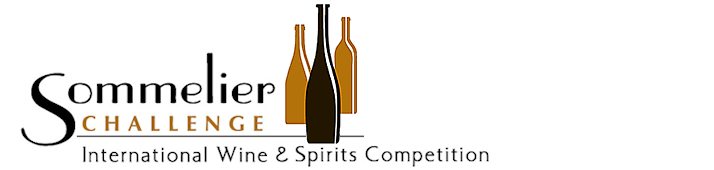 Sommelier
CHALLENGE
International Wine & Spirits Competition